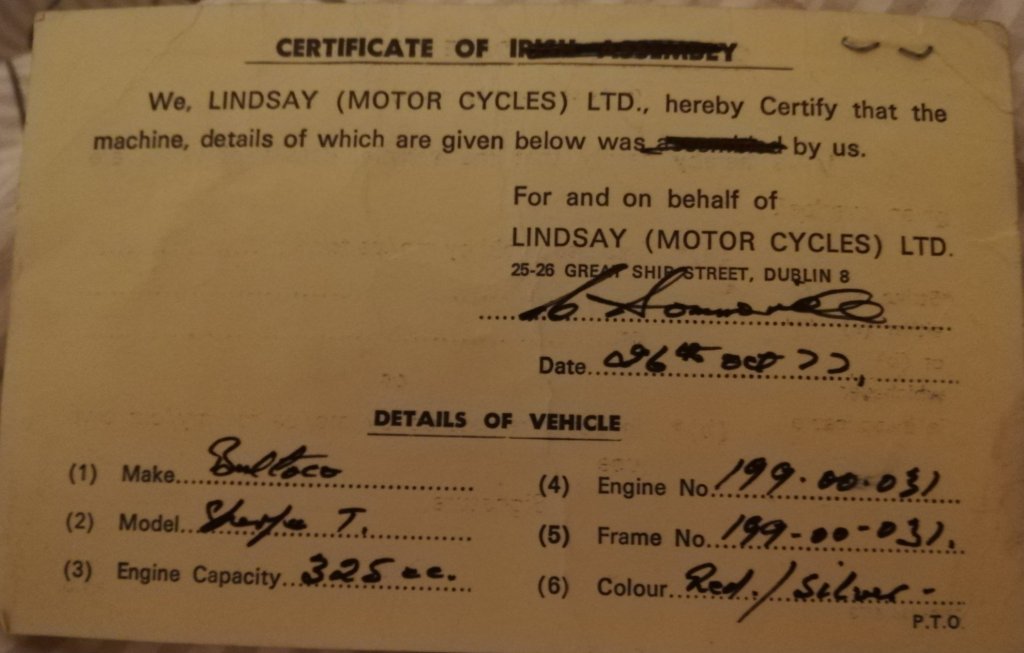 CERTIFICATE OF IRISH ASSEMBLY
We, LINDSAY (MOTOR CYCLES) LTD., hereby Certify that the
machine, details of which are given below was assembled by us.
For and on behalf of
LINDSAY (MOTOR CYCLES) LTD.
25-26 GREAT SHIP STREET, DUBLIN 8
Date 26th Oct 77,
DETAILS OF VEHICLE
(1) Make Bultaco
(2) Model Sherpa T.
(3) Engine Capacity 325 cc.
(4) Engine No 199-00-031
(5) Frame No. 199-00-031.
(6) Colour Red./Silver-
P.T.O.